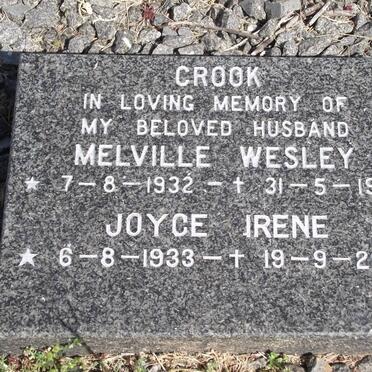 CROOK
IN LOVING MEMORY OF
MY BELOVED HUSBAND
MELVILLE WESLEY
★ 7-8-1932 - † 31-5-19
JOYCE IRENE
★ 6-8-1933 - † 19-9-2